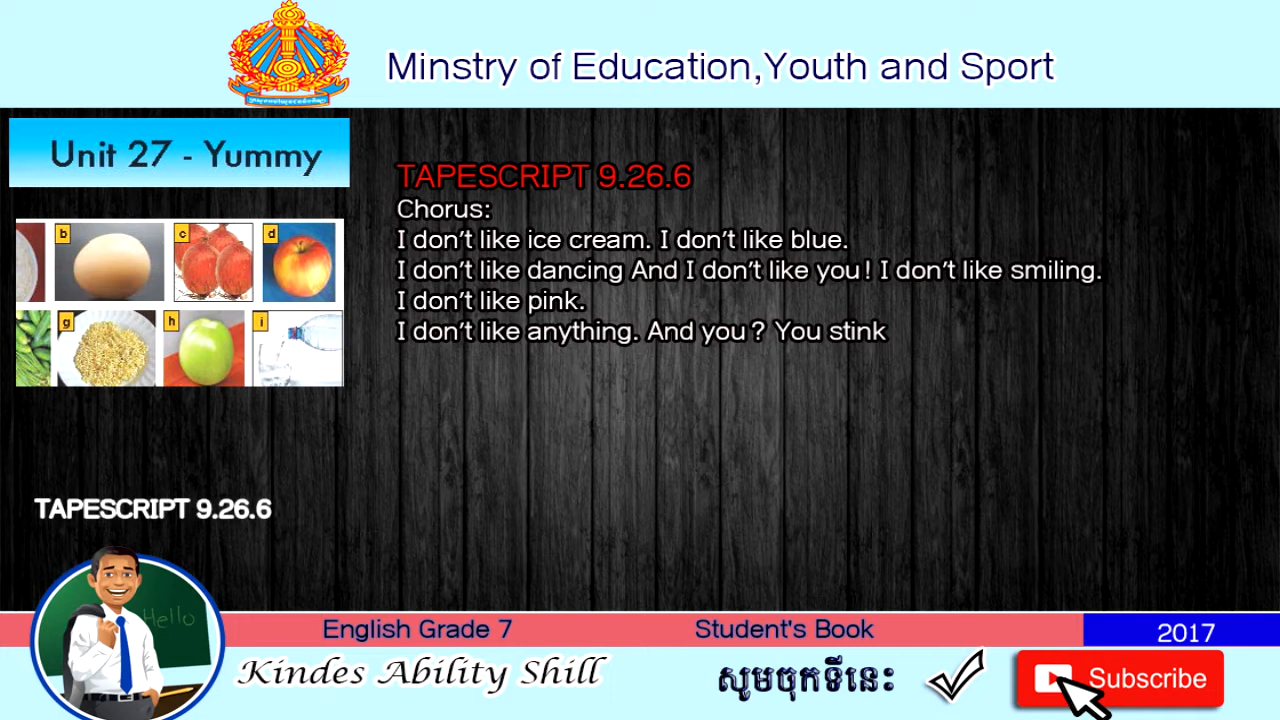 Minstry of Education,Youth and Sport
Unit 27 - Yummy
b
c
d
g
h
i
TAPESCRIPT 9.26.6
Chorus:
I don't like ice cream. I don't like blue.
I don't like dancing And I don't like you! I don't like smiling.
I don't like pink.
I don't like anything. And you? You stink
TAPESCRIPT 9.26.6
Hello
English Grade 7
Student's Book
2017
Kindes Ability Shill
សូមចុកទីនេះ
Subscribe